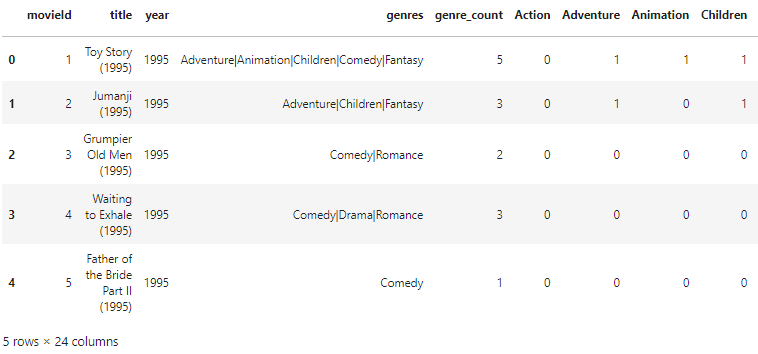 movieId title year genres genre_count Action Adventure Animation Children
0 1 Toy Story (1995) 1995 Adventure|Animation|Children|Comedy|Fantasy 5 0 1 1 1
1 2 Jumanji (1995) 1995 Adventure|Children|Fantasy 3 0 1 0 1
2 3 Grumpier Old Men (1995) 1995 Comedy|Romance 2 0 0 0 0
3 4 Waiting to Exhale (1995) 1995 Comedy|Drama|Romance 3 0 0 0 0
4 5 Father of the Bride Part II (1995) 1995 Comedy 1 0 0 0 0
5 rows × 24 columns